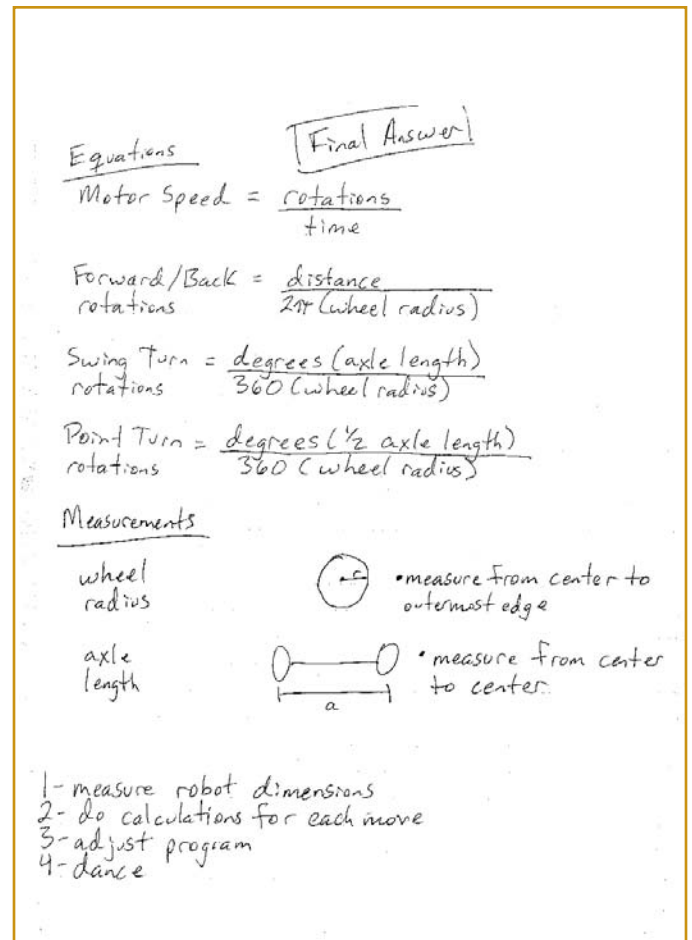 Final Answer
Equations
Motor Speed = rotations
time
Forward/Back = distance
rotations 2π (wheel radius)
Swing Turn = degrees (axle length)
rotations 360 (wheel radius)
Point Turn = degrees (½ axle length)
rotations 360 (wheel radius)
Measurements
wheel
radius
r
•measure from center to
outermost edge
axle
length
a
•measure from center
to center
1- measure robot dimensions
2- do calculations for each move
3- adjust program
4- dance